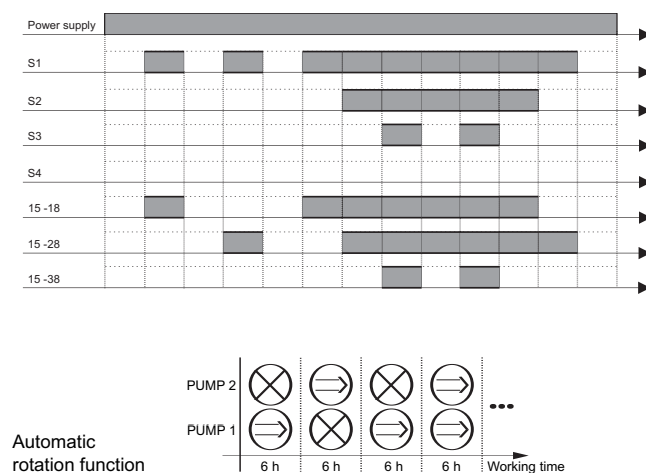 Power supply
S1
S2
S3
S4
15 -18
15 -28
15 -38
PUMP 2
PUMP 1
•••
Automatic
rotation function
6 h 6 h 6 h 6 h Working time